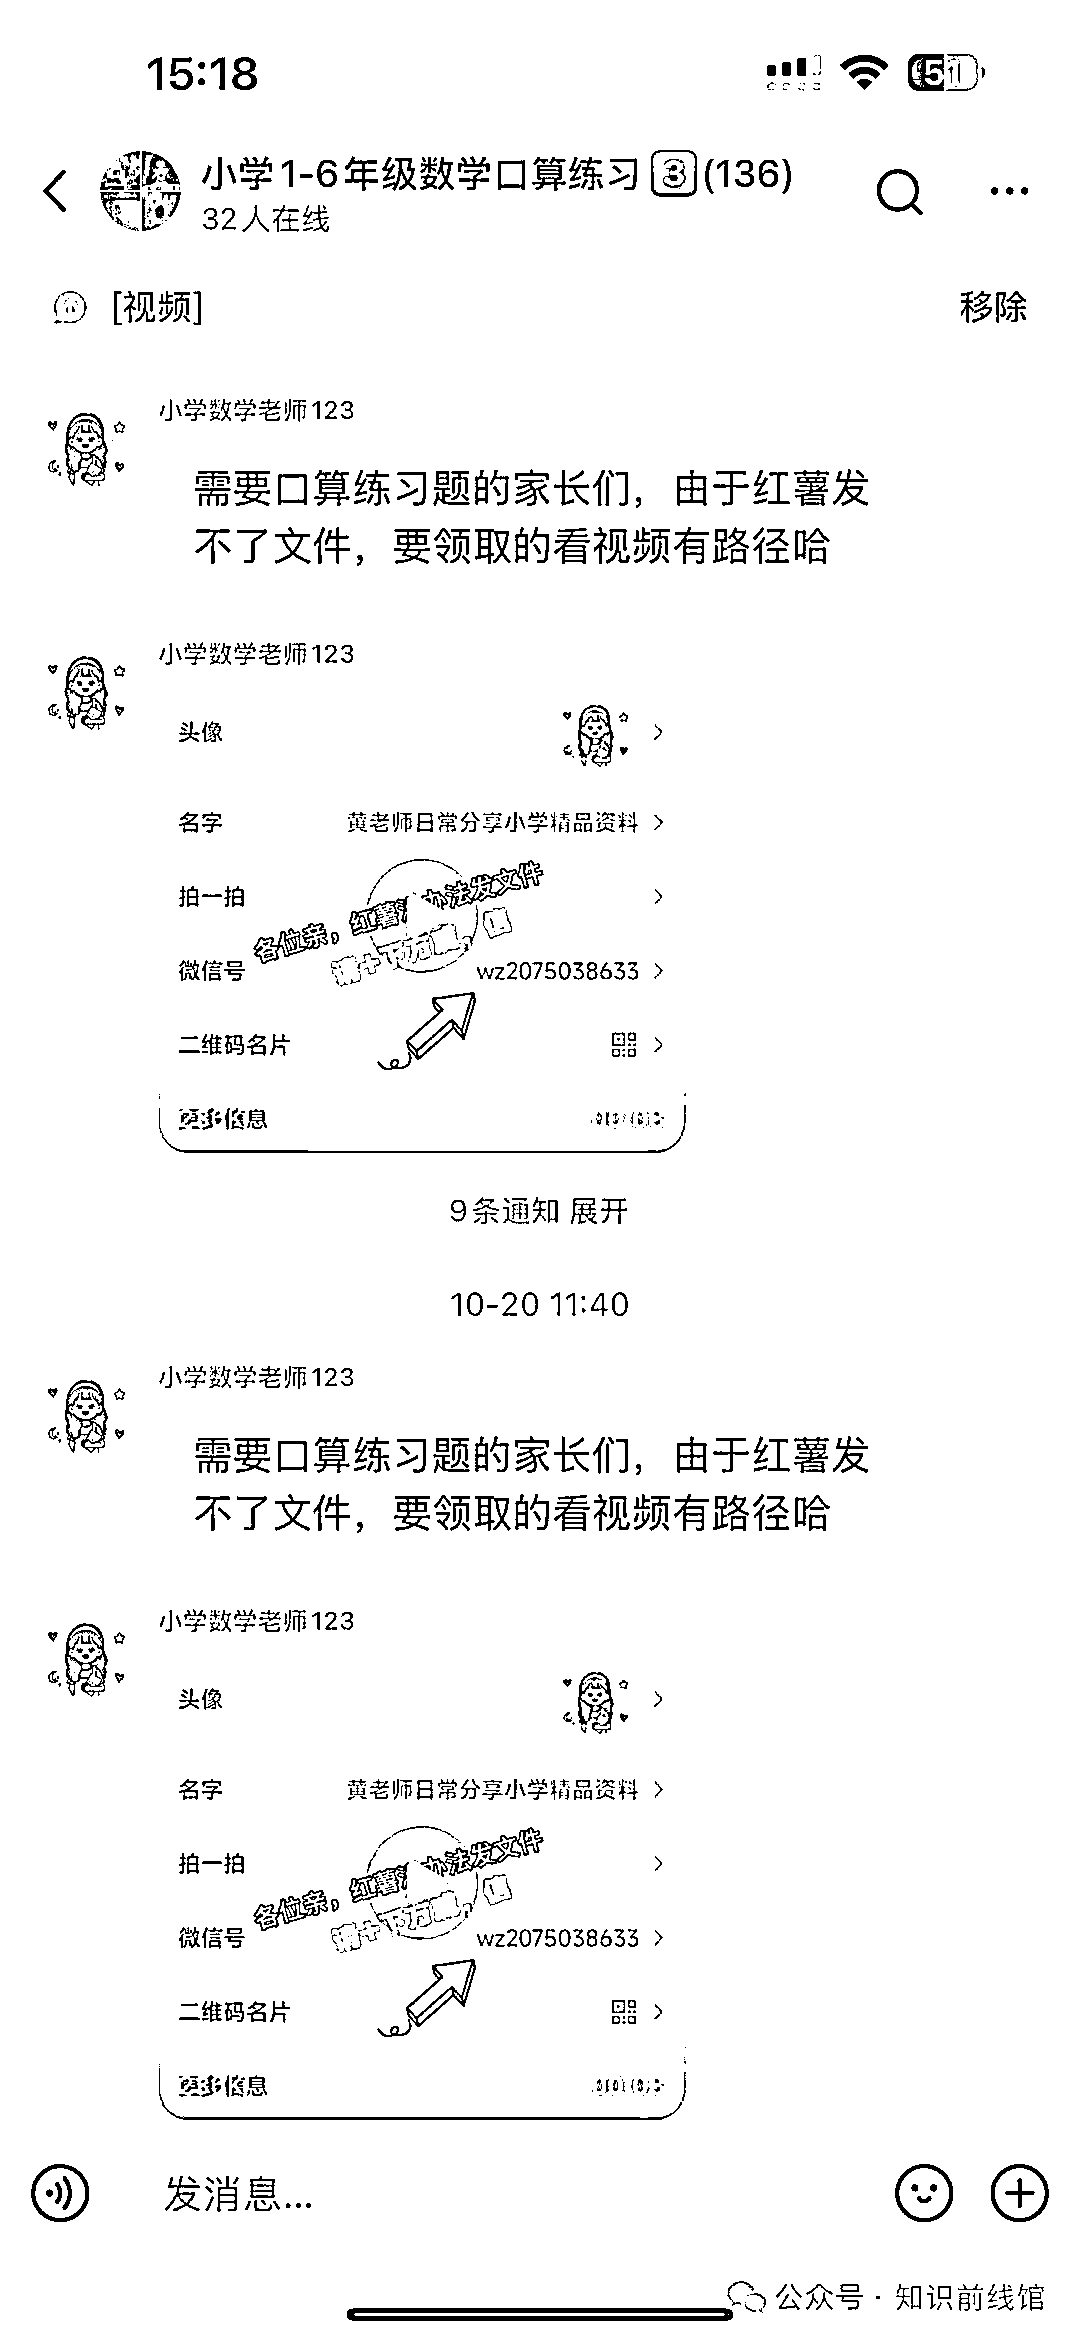 15:18
51
小学1-6年级数学口算练习3(136)
32人在线
[视频]
移除
小学数学老师123
需要口算练习题的家长们，由于红薯发
不了文件，要领取的看视频有路径哈
小学数学老师123
头像
名字
黄老师日常分享小学精品资料
拍一拍
各位亲，红薯
办法发文件
微信号
wz2075038633
二维码名片
更多信息
9条通知 展开
10-20 11:40
小学数学老师123
需要口算练习题的家长们，由于红薯发
不了文件，要领取的看视频有路径哈
小学数学老师123
头像
名字
黄老师日常分享小学精品资料
拍一拍
各位亲，红薯
办法发文件
微信号
wz2075038633
二维码名片
更多信息
发消息...
公众号·知识前线馆